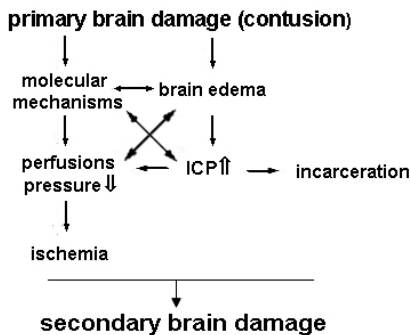 primary brain damage (contusion)
molecular
mechanisms
brain edema
perfusions
pressure⇓
ICP⇑
incarceration
ischemia
secondary brain damage